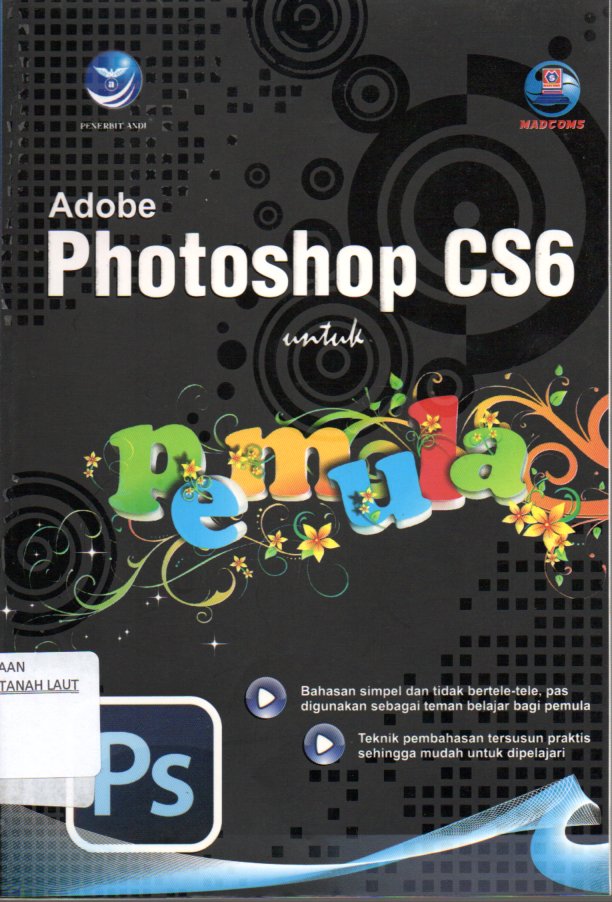 PENERBIT ANDI
MADCOMS
Adobe
Photoshop CS6
untuk
pemula
Bahasan simpel dan tidak bertele-tele, pas
digunakan sebagai teman belajar bagi pemula
Teknik pembahasan tersusun praktis
sehingga mudah untuk dipelajari
AAN
TANAH LAUT
Ps